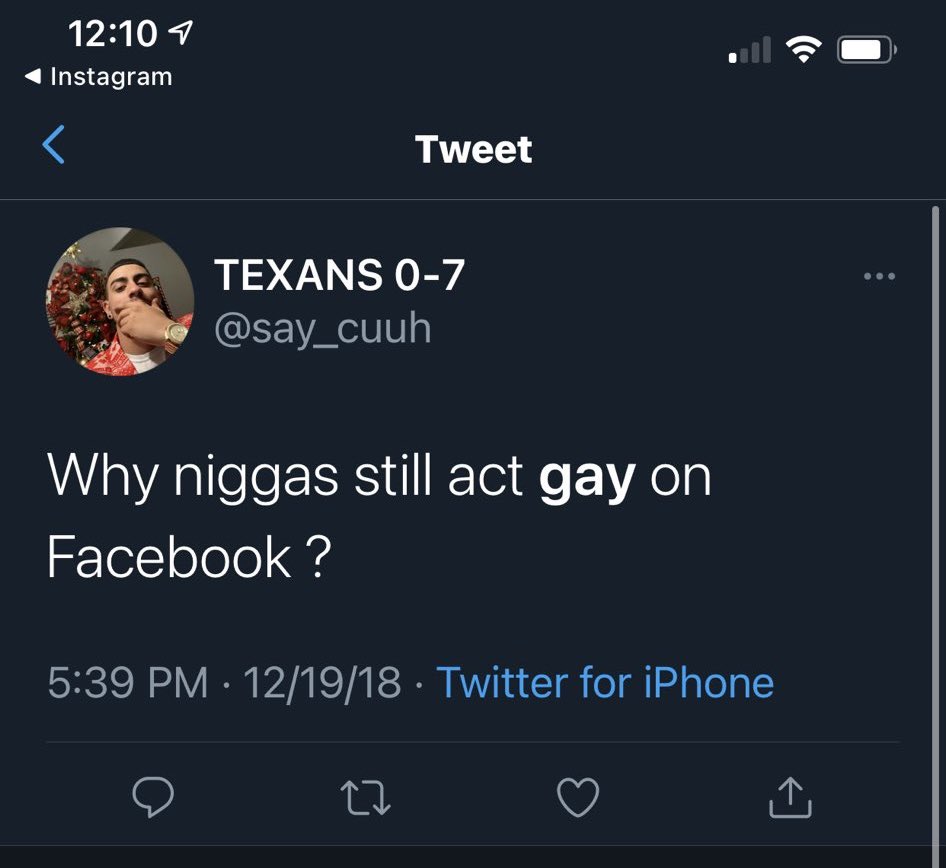 12:10
Instagram
Tweet
TEXANS 0-7
@say_cuuh
Why niggas still act gay on
Facebook ?
5:39 PM · 12/19/18 · Twitter for iPhone